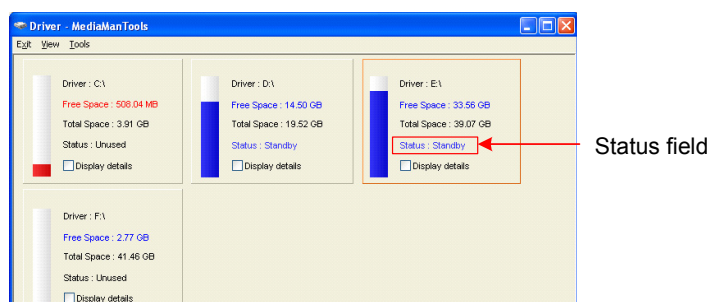 Driver - MediaManTools
Exit View Tools
Driver : C:\
Free Space : 508.04 MB
Total Space : 3.91 GB
Status : Unused
Display details
Driver : D:\
Free Space : 14.50 GB
Total Space : 19.52 GB
Status : Standby
Display details
Driver : E:\
Free Space : 33.56 GB
Total Space : 39.07 GB
Status : Standby
Display details
Status field
Driver : F:\
Free Space : 2.77 GB
Total Space : 41.46 GB
Status : Unused
Display details